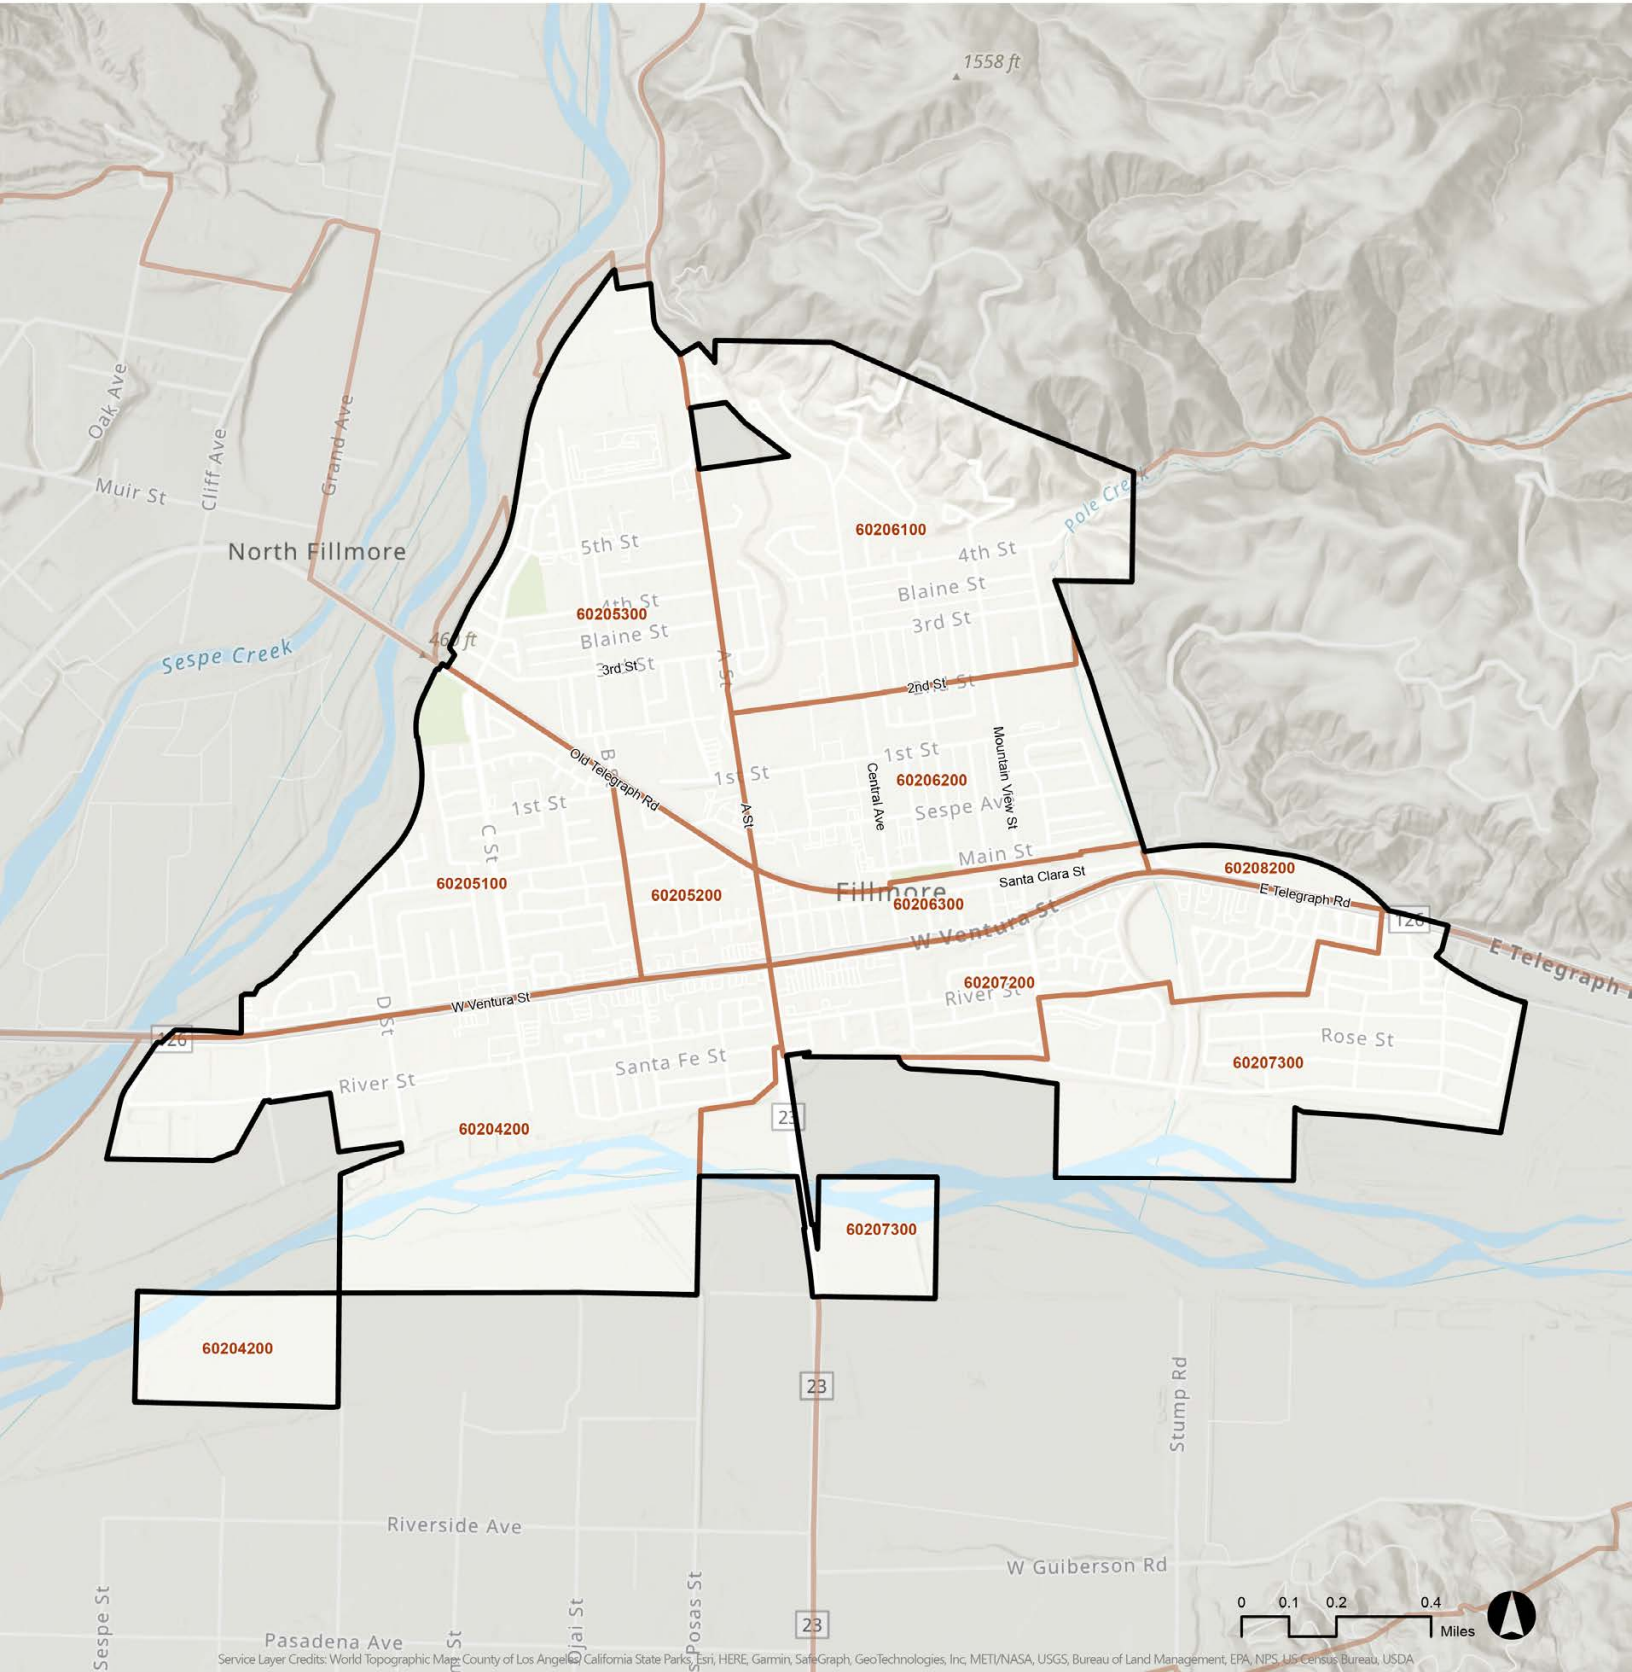 1558 ft
Oak Ave
Cliff Ave
Grand Ave
Muir St
North Fillmore
Sespe Creek
Pole Creek
60206100
5th St
4th St
4th St
60205300
Blaine St
Blaine St
3rd St
3rd St
A St
2nd St
Old Telegraph Rd
1st St
1st St
1st St
C St
A St
Central Ave
Mountain View St
60206200
Sespe Av
Main St
Santa Clara St
60205100
60205200
Fillmore
60206300
60208200
E Telegraph Rd
126
E Telegraph
W Ventura St
W Ventura St
60207200
River St
D St
126
Santa Fe St
River St
Rose St
60207300
60204200
23
60207300
60204200
23
Stump Rd
Riverside Ave
W Guiberson Rd
23
Sespe St
Pasadena Ave
St
Ojai St
Posas St
0 0.1 0.2 0.4
Miles
Service Layer Credits: World Topographic Map: County of Los Angeles, California State Parks, Esri, HERE, Garmin, SafeGraph, GeoTechnologies, Inc, METI/NASA, USGS, Bureau of Land Management, EPA, NPS, US Census Bureau, USDA